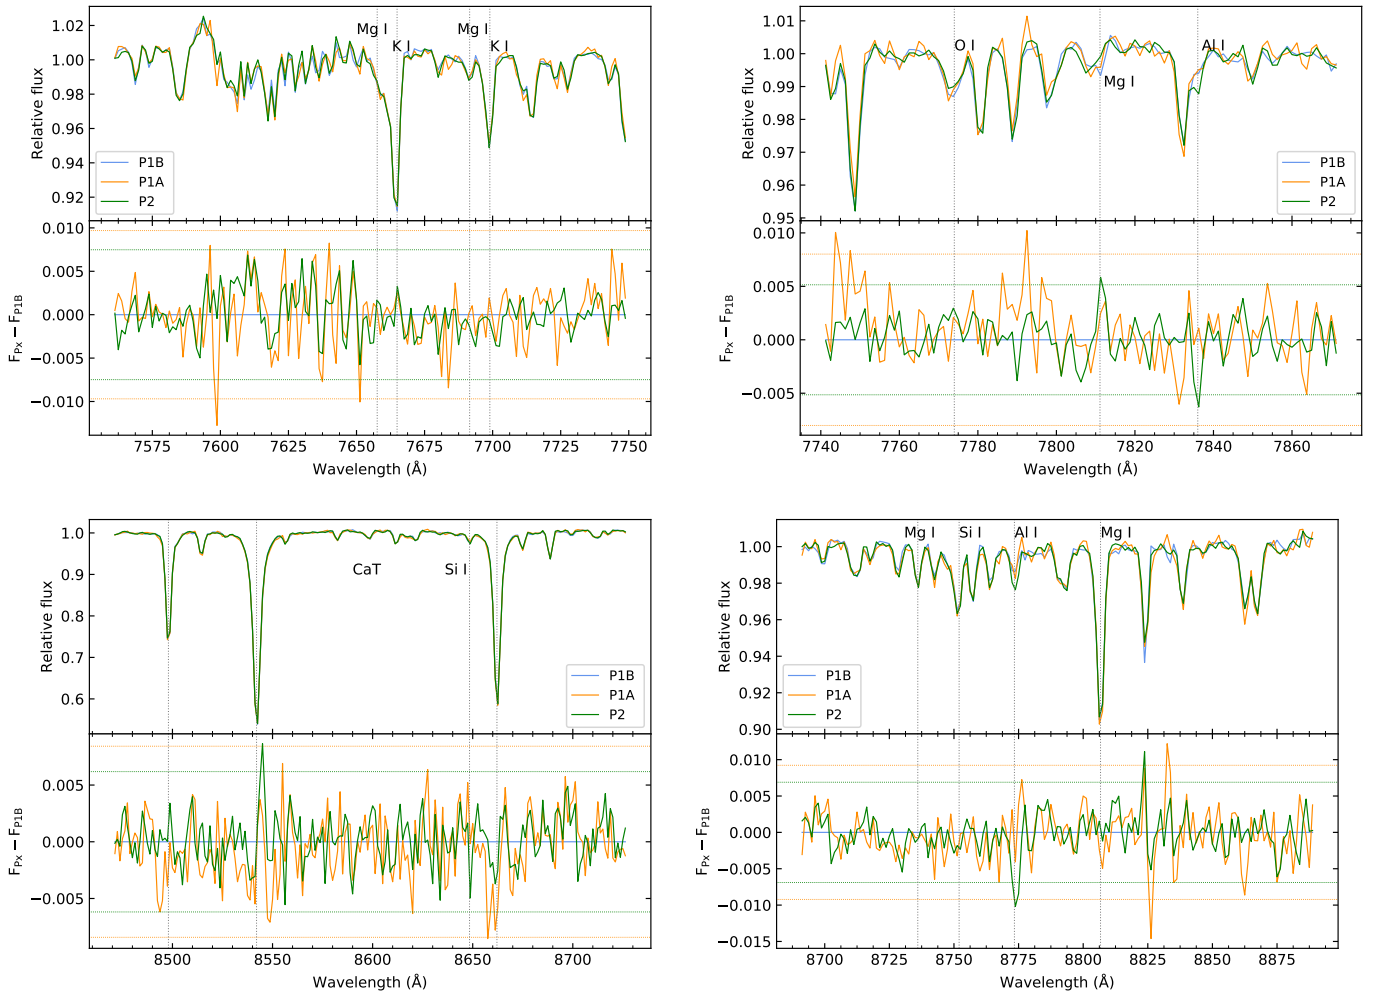 Mg I
K I
Mg I
K I
1.02
1.00
0.98
0.96
0.94
0.92
Relative flux
P1B
P1A
P2
0.010
0.005
0.000
−0.005
−0.010
F_Px − F_P1B
7575 7600 7625 7650 7675 7700 7725 7750
Wavelength (Å)
O I
Mg I
Al I
1.01
1.00
0.99
0.98
0.97
0.96
0.95
Relative flux
P1B
P1A
P2
0.010
0.005
0.000
−0.005
F_Px − F_P1B
7740 7760 7780 7800 7820 7840 7860
Wavelength (Å)
1.0
0.9
0.8
0.7
0.6
Relative flux
CaT
Si I
P1B
P1A
P2
0.005
0.000
−0.005
F_Px − F_P1B
8500 8550 8600 8650 8700
Wavelength (Å)
Mg I
Si I
Al I
Mg I
1.00
0.98
0.96
0.94
0.92
0.90
Relative flux
P1B
P1A
P2
0.010
0.005
0.000
−0.005
−0.010
−0.015
F_Px − F_P1B
8700 8725 8750 8775 8800 8825 8850 8875
Wavelength (Å)